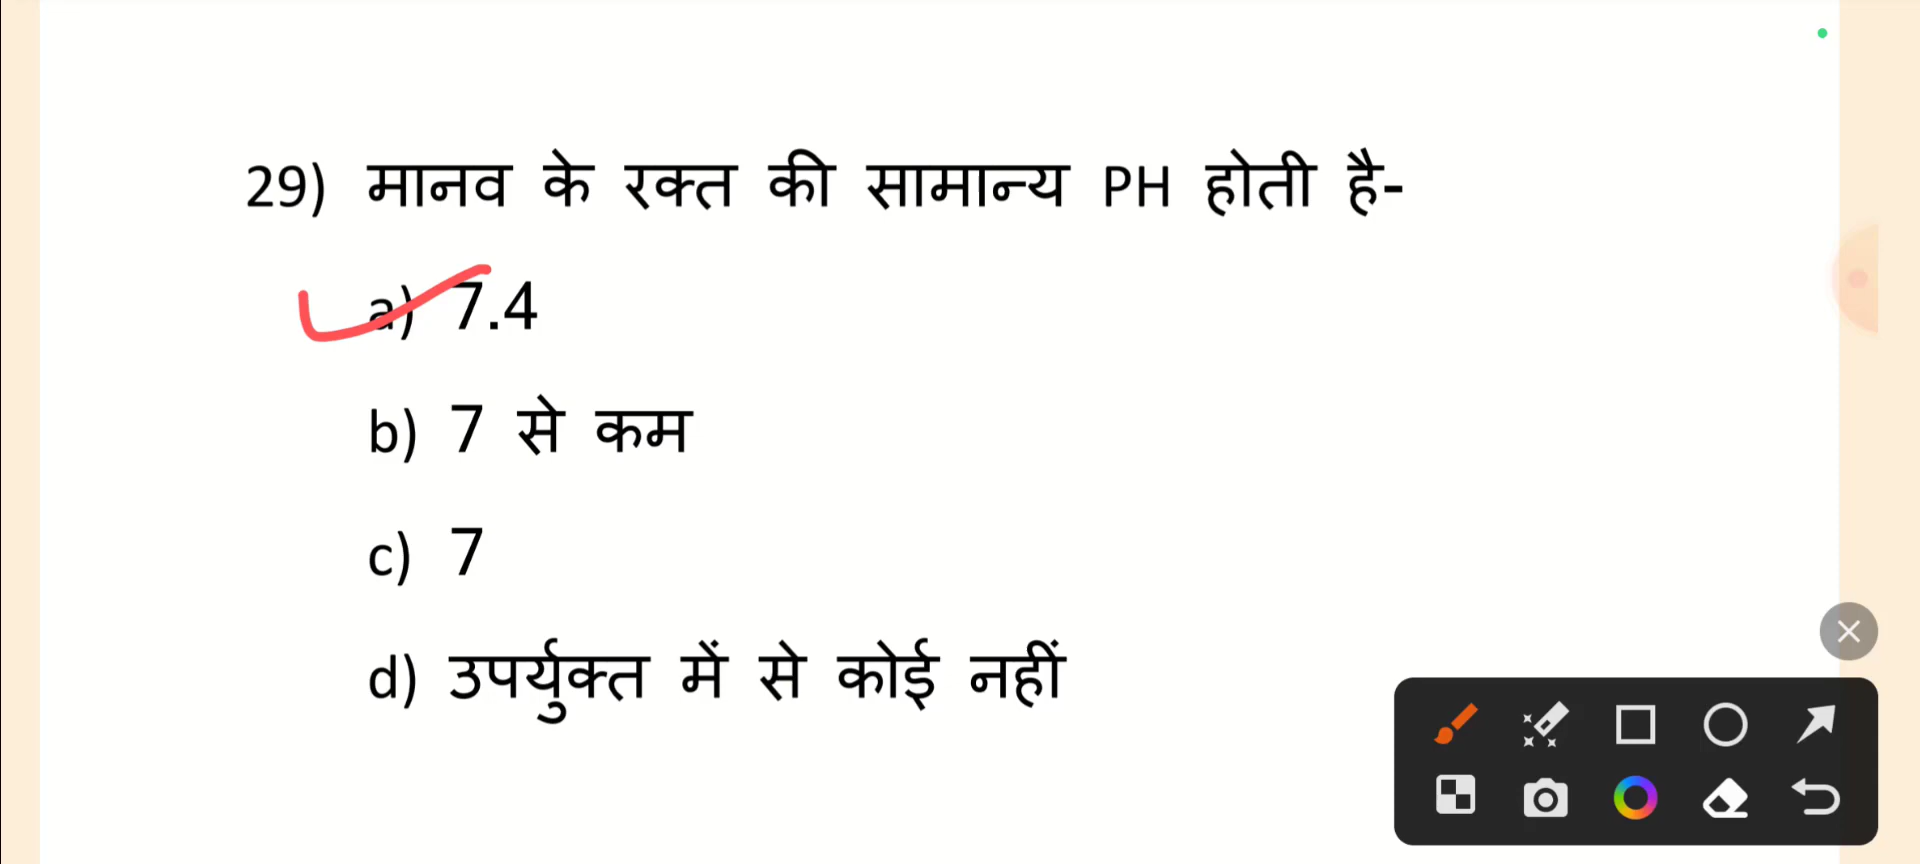 29) मानव के रक्त की सामान्य PH होती है-
a) 7.4
b) 7 से कम
c) 7
d) उपर्युक्त में से कोई नहीं